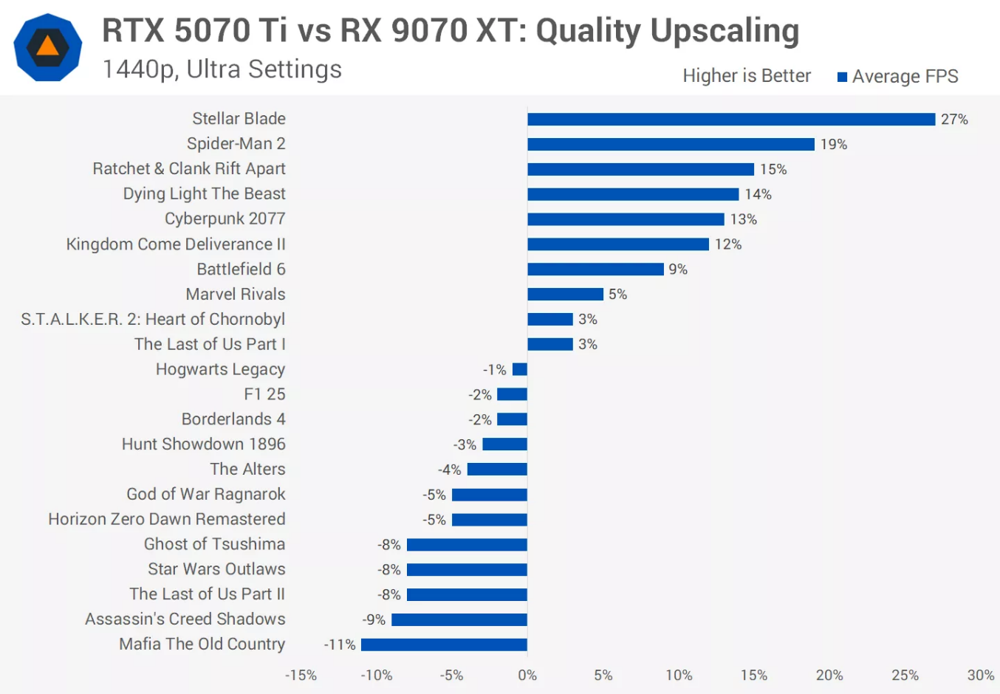 RTX 5070 Ti vs RX 9070 XT: Quality Upscaling
1440p, Ultra Settings
Higher is Better Average FPS
Stellar Blade 27%
Spider-Man 2 19%
Ratchet & Clank Rift Apart 15%
Dying Light The Beast 14%
Cyberpunk 2077 13%
Kingdom Come Deliverance II 12%
Battlefield 6 9%
Marvel Rivals 5%
S.T.A.L.K.E.R. 2: Heart of Chornobyl 3%
The Last of Us Part I 3%
Hogwarts Legacy -1%
F1 25 -2%
Borderlands 4 -2%
Hunt Showdown 1896 -3%
The Alters -4%
God of War Ragnarok -5%
Horizon Zero Dawn Remastered -5%
Ghost of Tsushima -8%
Star Wars Outlaws -8%
The Last of Us Part II -8%
Assassin's Creed Shadows -9%
Mafia The Old Country -11%
-15% -10% -5% 0% 5% 10% 15% 20% 25% 30%